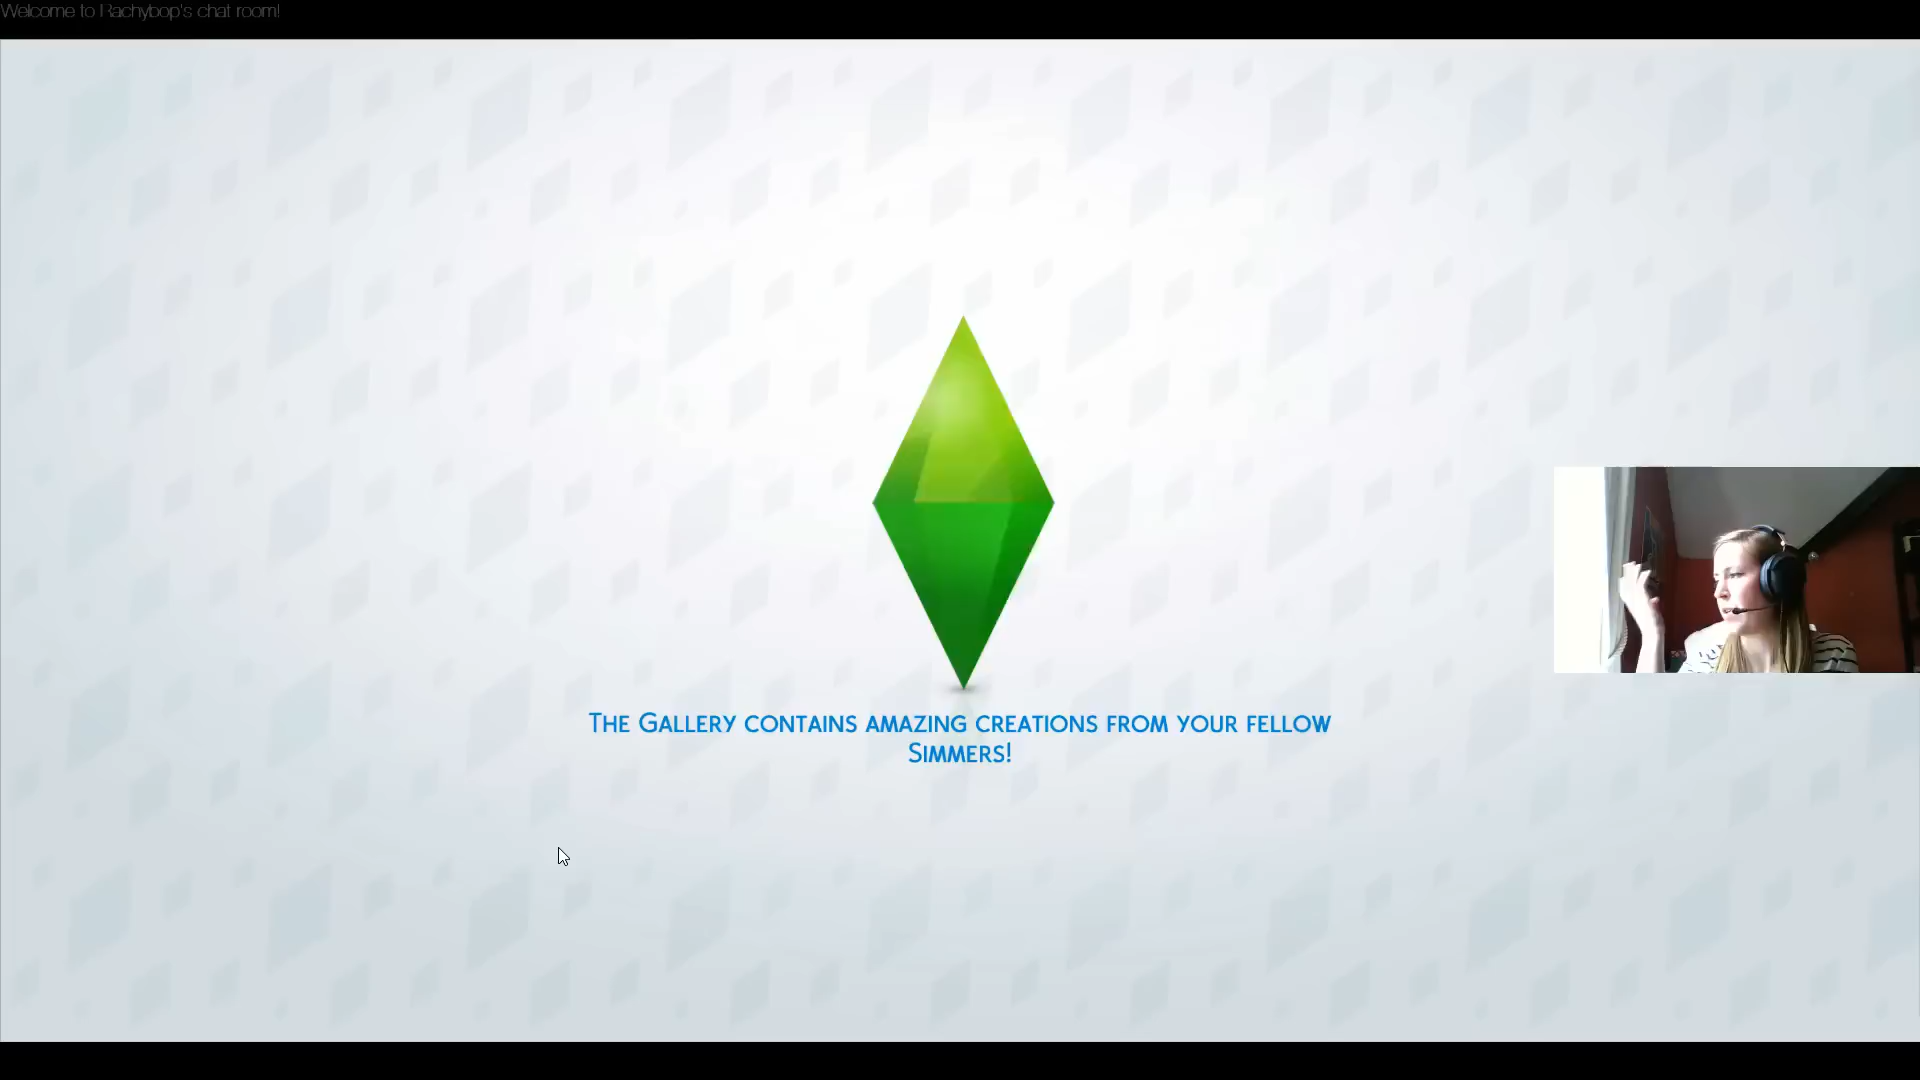 Welcome to Rachybop's chat room!
The Gallery contains amazing creations from your fellow
Simmers!